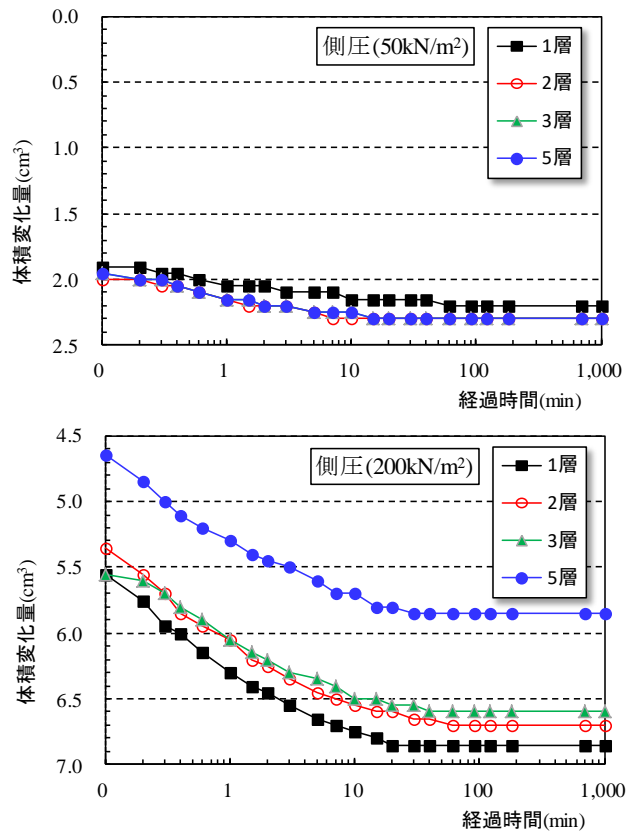 0.0
側圧(50kN/m²)
1層
2層
3層
5層
0.5
1.0
1.5
2.0
2.5
体積変化量(cm³)
0
1
10
100
1,000
経過時間(min)
4.5
側圧(200kN/m²)
1層
2層
3層
5層
5.0
5.5
6.0
6.5
7.0
体積変化量(cm³)
0
1
10
100
1,000
経過時間(min)